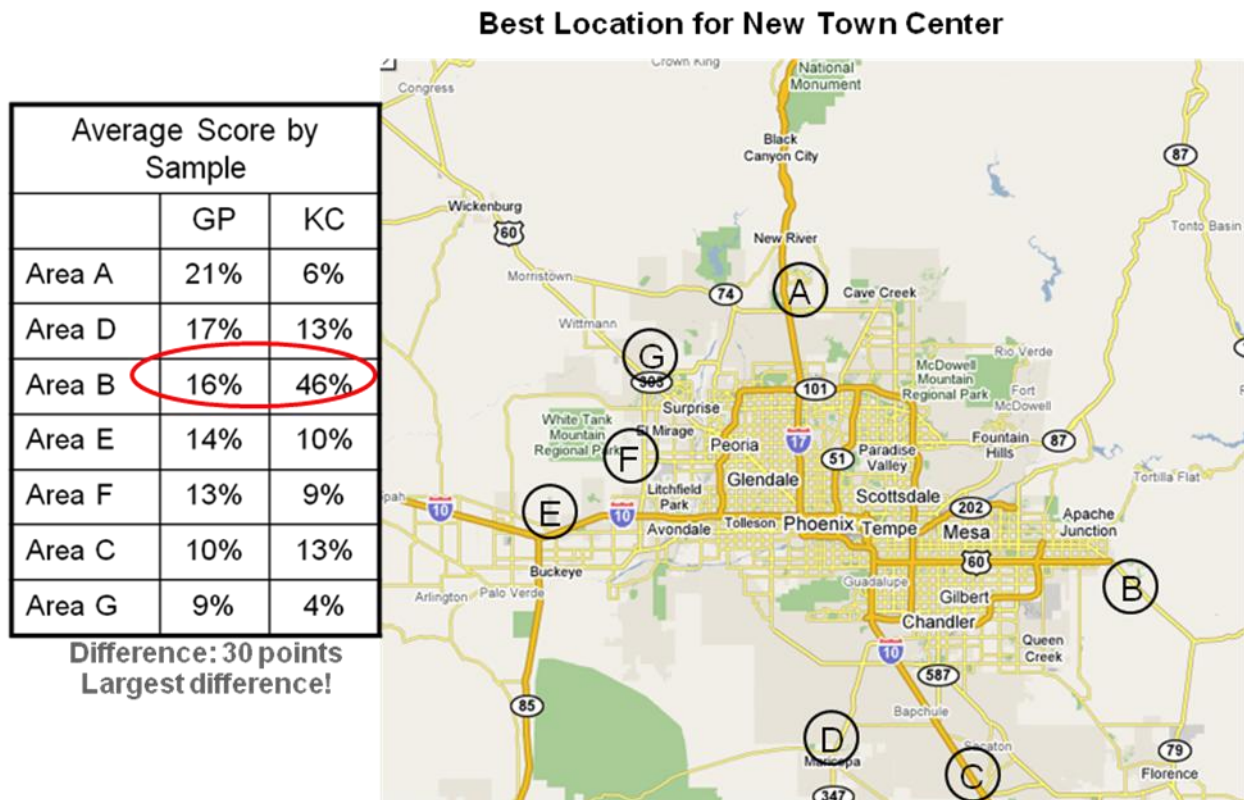 Best Location for New Town Center
Average Score by
Sample
GP KC
Area A 21% 6%
Area D 17% 13%
Area B 16% 46%
Area E 14% 10%
Area F 13% 9%
Area C 10% 13%
Area G 9% 4%
Difference: 30 points
Largest difference!
Crown King
National
Monument
Congress
Black
Canyon City
87
Wickenburg
60
Tonto Basin
New River
Morristown
74
A
Cave Creek
Wittmann
G
303
Rio Verde
McDowell
Mountain
Regional Park
Fort
McDowell
101
Surprise
White Tank
Mountain
Regional Park
El Mirage
F
Peoria
17
51
Paradise
Valley
Fountain
Hills
87
Glendale
Tortilla Flat
Litchfield
Park
Scottsdale
10
E
10
202
Apache
Junction
Avondale
Tolleson
Phoenix
Tempe
Mesa
60
Buckeye
Guadalupe
B
Arlington
Palo Verde
Gilbert
Chandler
Queen
Creek
10
587
85
Bapchule
D
Maricopa
Sacaton
C
79
Florence
347